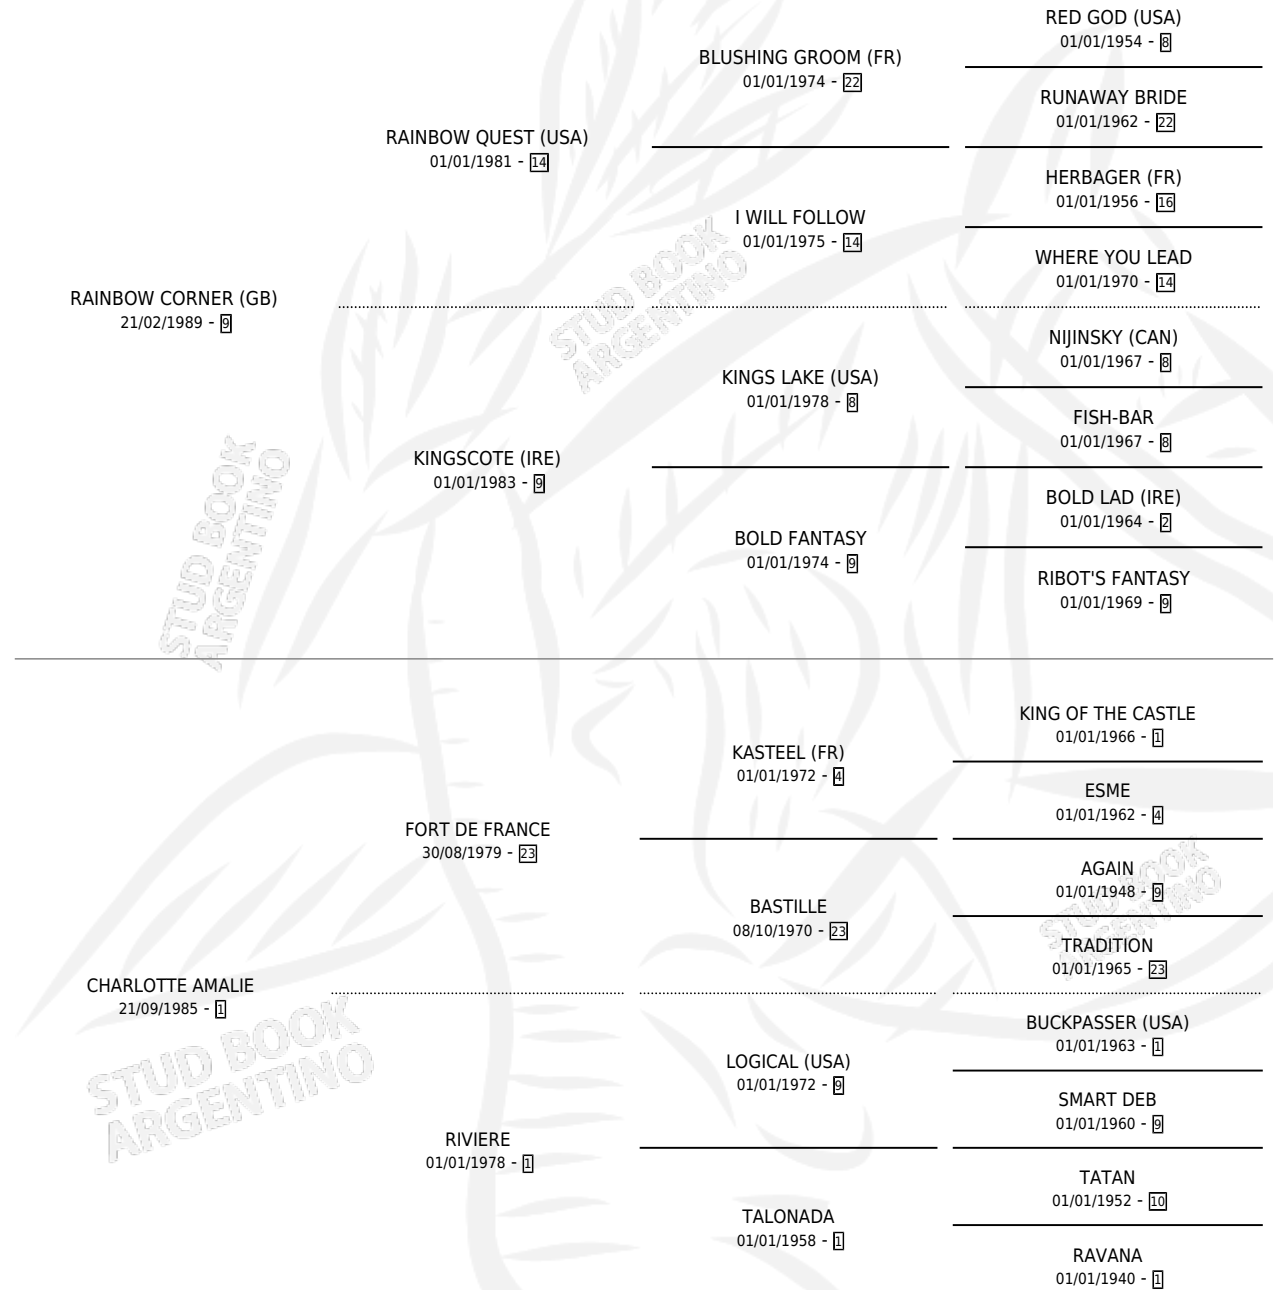 RED GOD (USA)
01/01/1954 - 8
BLUSHING GROOM (FR)
01/01/1974 - 22
RUNAWAY BRIDE
01/01/1962 - 22
RAINBOW QUEST (USA)
01/01/1981 - 14
HERBAGER (FR)
01/01/1956 - 16
I WILL FOLLOW
01/01/1975 - 14
WHERE YOU LEAD
01/01/1970 - 14
RAINBOW CORNER (GB)
21/02/1989 - 9
STUD BOOK
ARGENTINO
NIJINSKY (CAN)
01/01/1967 - 8
KINGS LAKE (USA)
01/01/1978 - 8
FISH-BAR
01/01/1967 - 8
KINGSCOTE (IRE)
01/01/1983 - 9
BOLD LAD (IRE)
01/01/1964 - 2
BOLD FANTASY
01/01/1974 - 9
RIBOT'S FANTASY
01/01/1969 - 9
STUD BOOK
ARGENTINO
KING OF THE CASTLE
01/01/1966 - 1
KASTEEL (FR)
01/01/1972 - 4
ESME
01/01/1962 - 4
FORT DE FRANCE
30/08/1979 - 23
AGAIN
01/01/1948 - 9
BASTILLE
08/10/1970 - 23
TRADITION
01/01/1965 - 23
STUD BOOK
ARGENTINO
CHARLOTTE AMALIE
21/09/1985 - 1
STUD BOOK
ARGENTINO
BUCKPASSER (USA)
01/01/1963 - 1
LOGICAL (USA)
01/01/1972 - 9
SMART DEB
01/01/1960 - 9
RIVIERE
01/01/1978 - 1
TATAN
01/01/1952 - 10
TALONADA
01/01/1958 - 1
RAVANA
01/01/1940 - 1